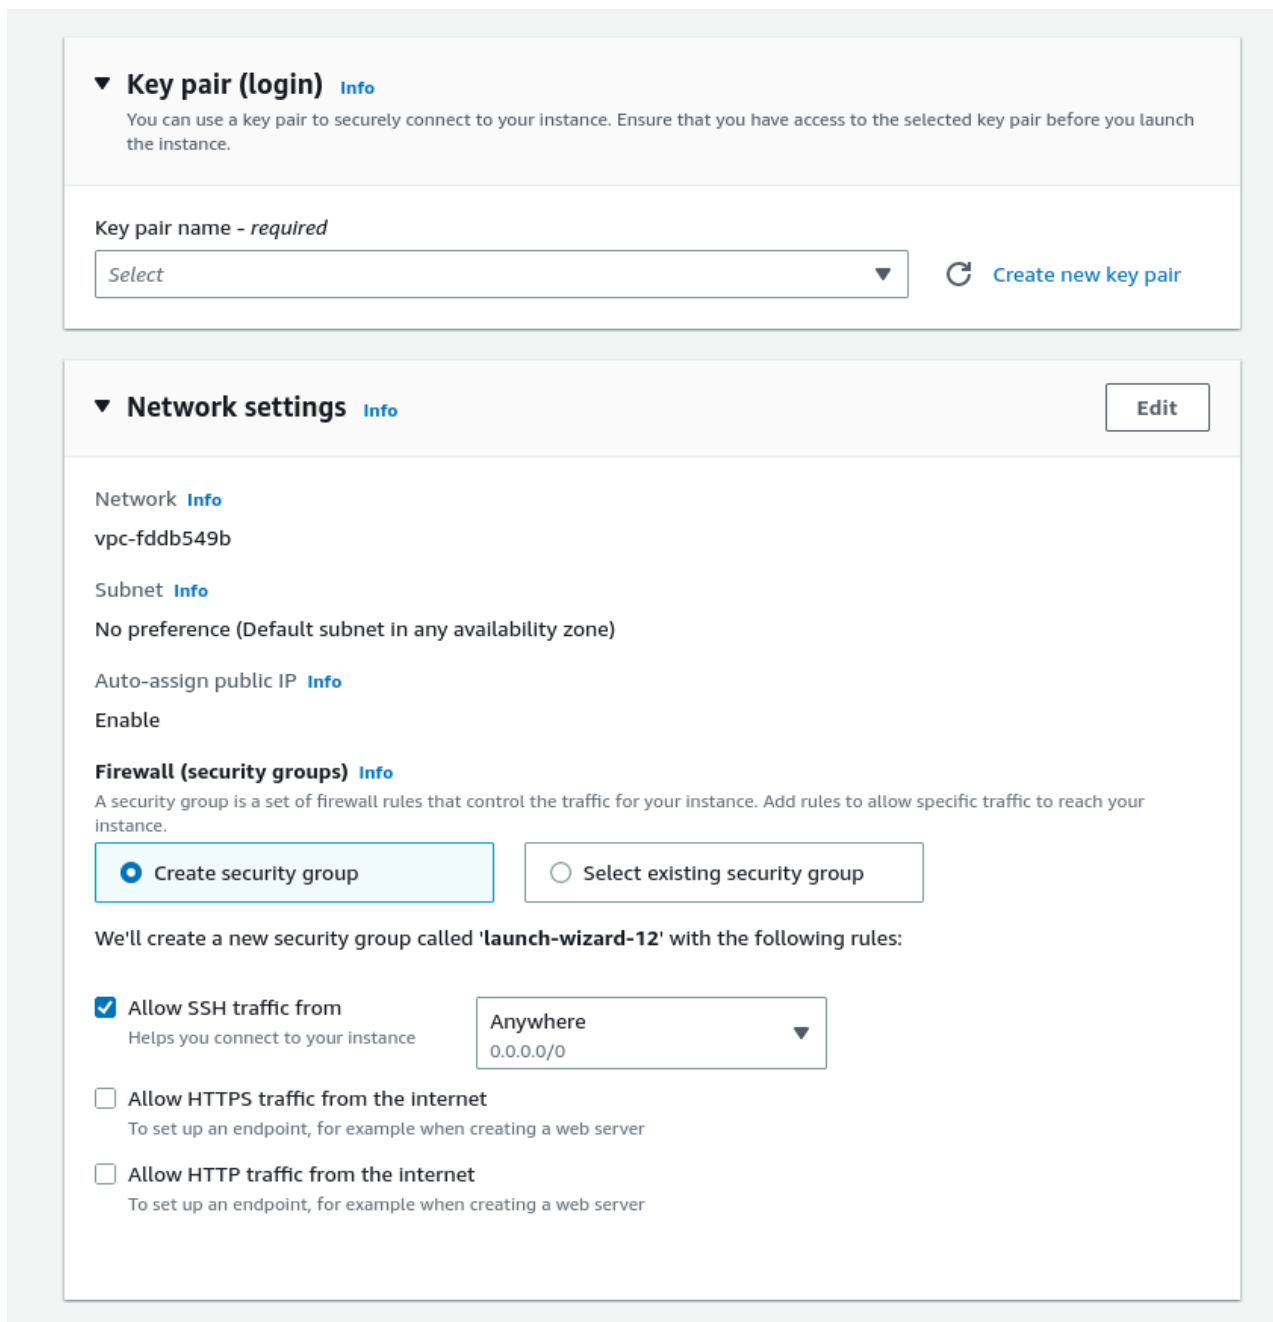 Key pair (login) Info
You can use a key pair to securely connect to your instance. Ensure that you have access to the selected key pair before you launch
the instance.
Key pair name - required
Select
Create new key pair
Network settings Info
Edit
Network Info
vpc-fddb549b
Subnet Info
No preference (Default subnet in any availability zone)
Auto-assign public IP Info
Enable
Firewall (security groups) Info
A security group is a set of firewall rules that control the traffic for your instance. Add rules to allow specific traffic to reach your
instance.
Create security group
Select existing security group
We'll create a new security group called 'launch-wizard-12' with the following rules:
Allow SSH traffic from
Helps you connect to your instance
Anywhere
0.0.0.0/0
Allow HTTPS traffic from the internet
To set up an endpoint, for example when creating a web server
Allow HTTP traffic from the internet
To set up an endpoint, for example when creating a web server